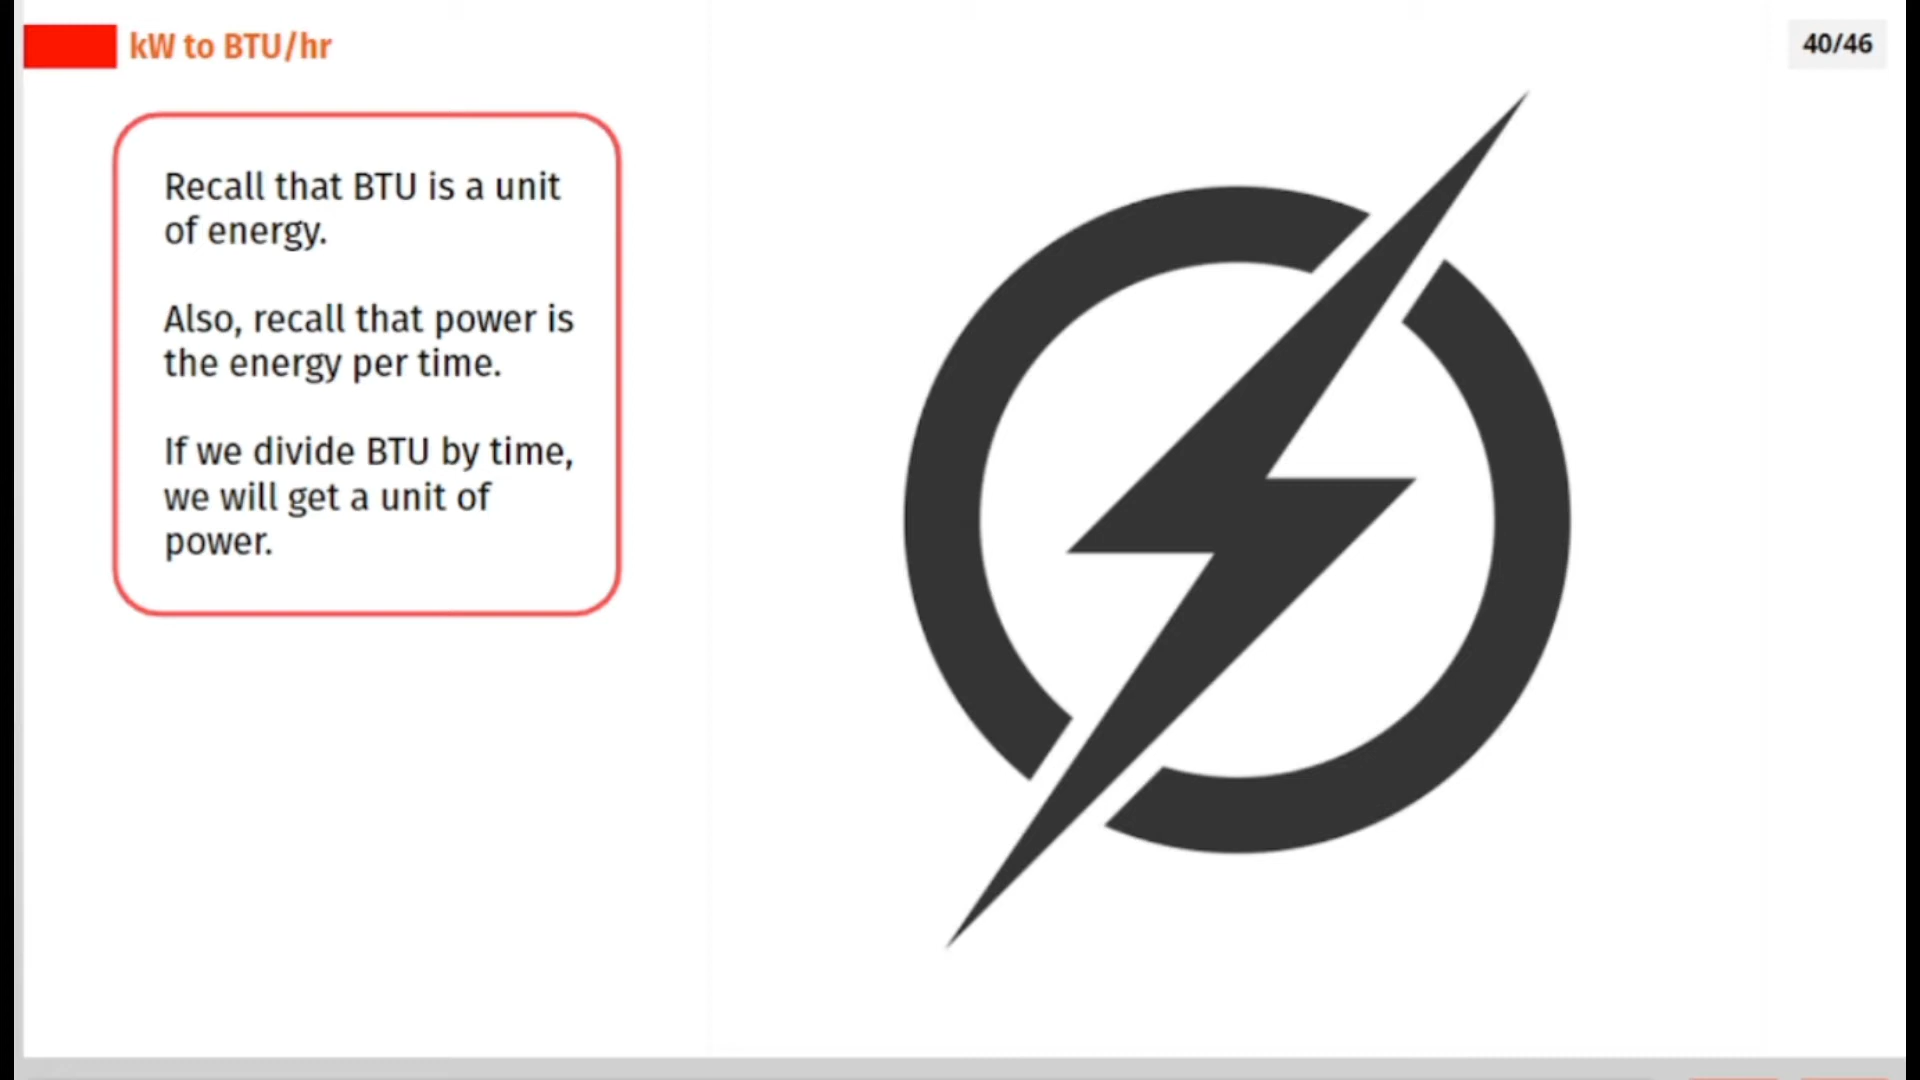 kW to BTU/hr
40/46
Recall that BTU is a unit
of energy.
Also, recall that power is
the energy per time.
If we divide BTU by time,
we will get a unit of
power.